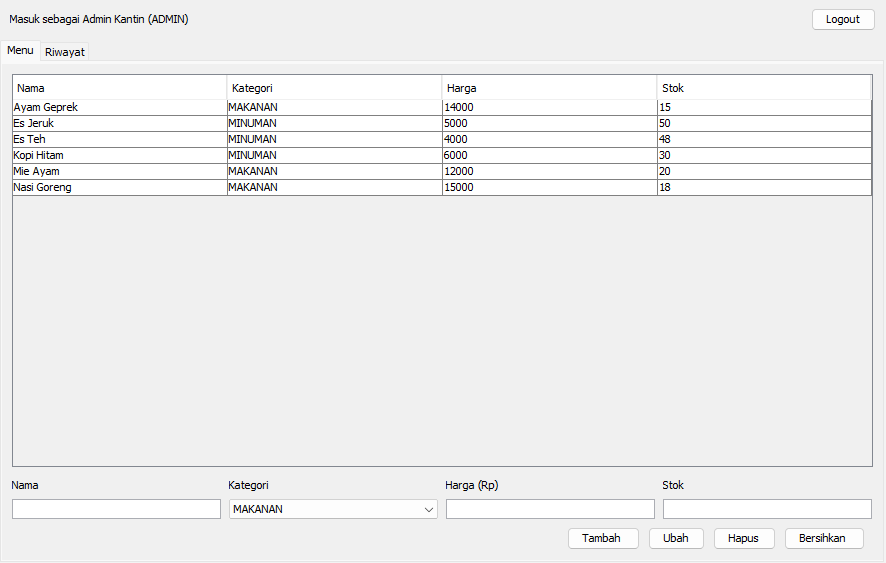 Masuk sebagai Admin Kantin (ADMIN) Logout
Menu Riwayat
Nama Kategori Harga Stok
Ayam Geprek MAKANAN 14000 15
Es Jeruk MINUMAN 5000 50
Es Teh MINUMAN 4000 48
Kopi Hitam MINUMAN 6000 30
Mie Ayam MAKANAN 12000 20
Nasi Goreng MAKANAN 15000 18
Nama Kategori Harga (Rp) Stok
MAKANAN
Tambah Ubah Hapus Bersihkan